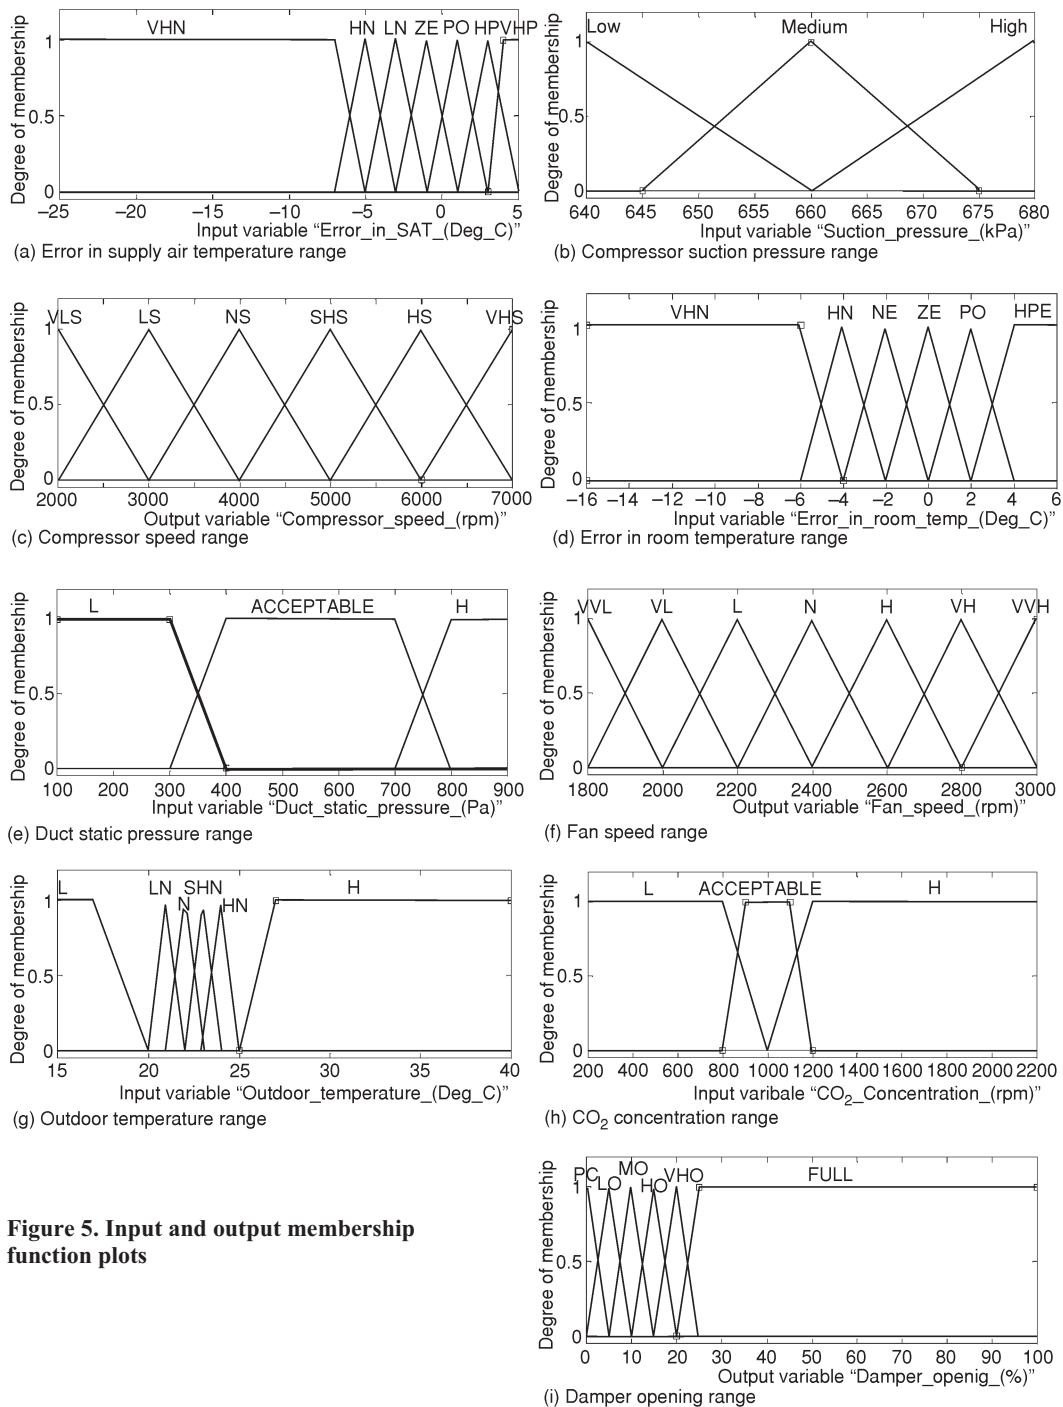 VHN HN LN ZE PO HP VHP
Degree of membership
1
0.5
0
−25 −20 −15 −10 −5 0 5
Input variable “Error_in_SAT_(Deg_C)”
(a) Error in supply air temperature range
Low Medium High
Degree of membership
1
0.5
0
640 645 650 655 660 665 670 675 680
Input variable “Suction_pressure_(kPa)”
(b) Compressor suction pressure range
VLS LS NS SHS HS VHS
Degree of membership
1
0.5
0
2000 3000 4000 5000 6000 7000
Output variable “Compressor_speed_(rpm)”
(c) Compressor speed range
VHN HN NE ZE PO HPE
Degree of membership
1
0.5
0
−16 −14 −12 −10 −8 −6 −4 −2 0 2 4 6
Input variable “Error_in_room_temp_(Deg_C)”
(d) Error in room temperature range
L ACCEPTABLE H
Degree of membership
1
0.5
0
100 200 300 400 500 600 700 800 900
Input variable “Duct_static_pressure_(Pa)”
(e) Duct static pressure range
VVL VL L N H VH VVH
Degree of membership
1
0.5
0
1800 2000 2200 2400 2600 2800 3000
Output variable “Fan_speed_(rpm)”
(f) Fan speed range
L LN N SHN HN H
Degree of membership
1
0.5
0
15 20 25 30 35 40
Input variable “Outdoor_temperature_(Deg_C)”
(g) Outdoor temperature range
L ACCEPTABLE H
Degree of membership
1
0.5
0
200 400 600 800 1000 1200 1400 1600 1800 2000 2200
Input varibale “CO2_Concentration_(rpm)”
(h) CO2 concentration range
PC LO MO HO VHO FULL
Degree of membership
1
0.5
0
0 10 20 30 40 50 60 70 80 90 100
Output variable “Damper_openig_(%)”
(i) Damper opening range
Figure 5. Input and output membership
function plots